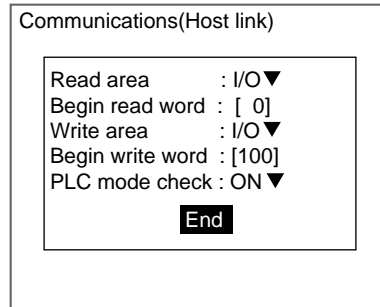 Communications(Host link)
Read area : I/O▼
Begin read word : [ 0]
Write area : I/O▼
Begin write word : [100]
PLC mode check : ON▼
End